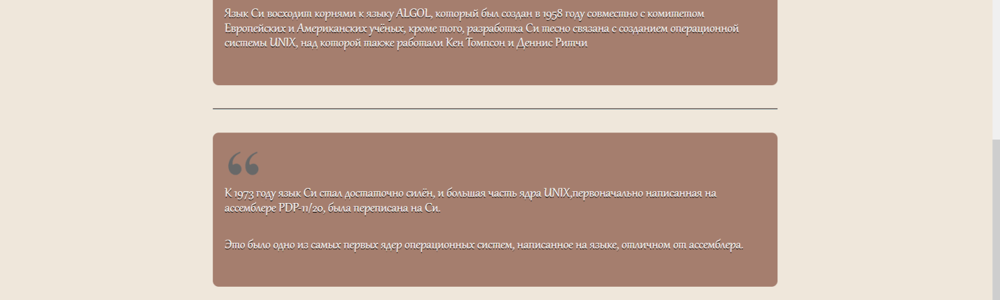 Язык Си восходит корнями к языку ALGOL, который был создан в 1958 году совместно с комитетом
Европейских и Американских учёных, кроме того, разработка Си тесно связана с созданием операционной
системы UNIX, над которой также работали Кен Томпсон и Деннис Ритчи
“
К 1973 году язык Си стал достаточно силён, и большая часть ядра UNIX,первоначально написанная на
ассемблере PDP-11/20, была переписана на Си.
Это было одно из самых первых ядер операционных систем, написанное на языке, отличном от ассемблера.